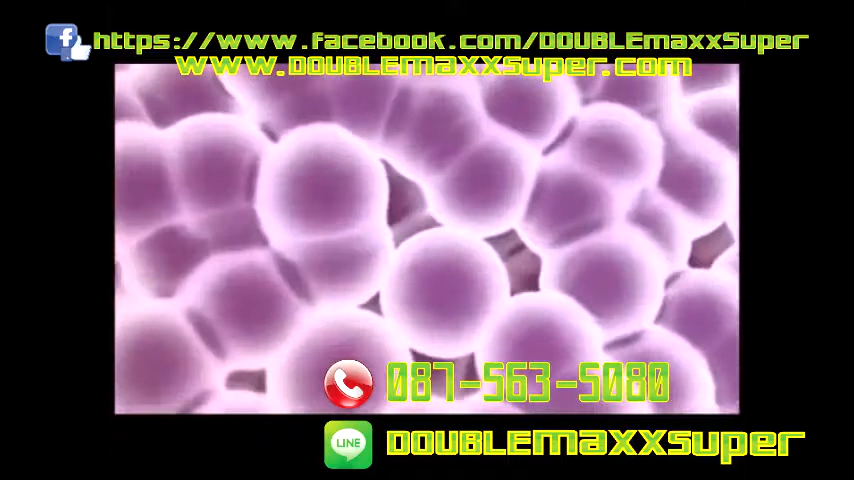 https://www.facebook.com/DOUBLEmaxxSuper
www.DOUBLEmaxxsuper.com
087-563-5080
LINE DOUBLEmaxxsuper